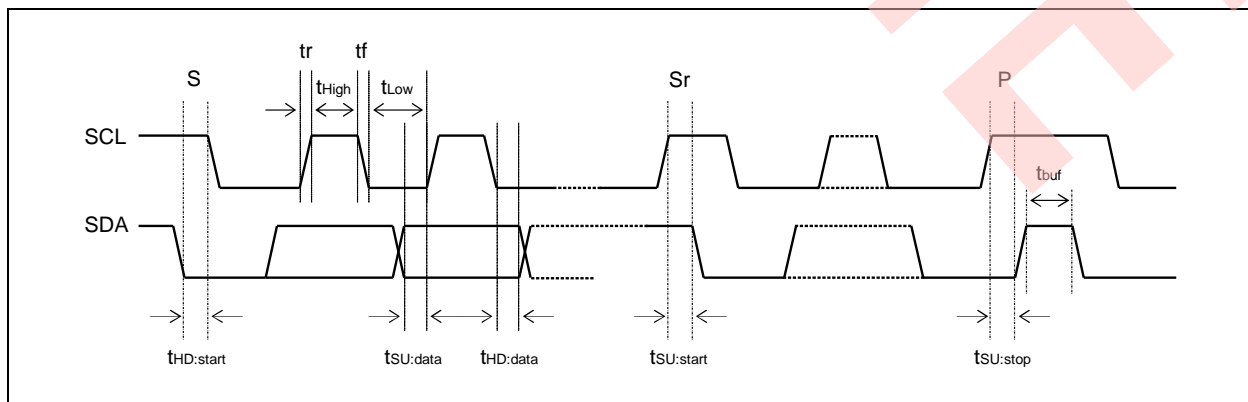 tr tf
S tHigh tLow Sr P
SCL
tbuf
SDA
tHD:start tSU:data tHD:data tSU:start tSU:stop